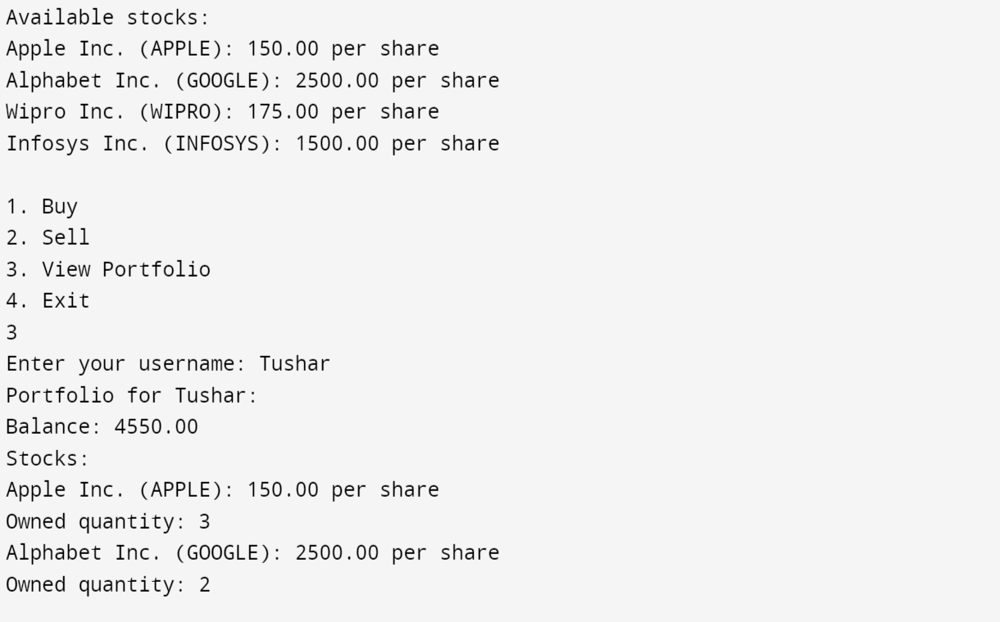 Available stocks:
Apple Inc. (APPLE): 150.00 per share
Alphabet Inc. (GOOGLE): 2500.00 per share
Wipro Inc. (WIPRO): 175.00 per share
Infosys Inc. (INFOSYS): 1500.00 per share
1. Buy
2. Sell
3. View Portfolio
4. Exit
3
Enter your username: Tushar
Portfolio for Tushar:
Balance: 4550.00
Stocks:
Apple Inc. (APPLE): 150.00 per share
Owned quantity: 3
Alphabet Inc. (GOOGLE): 2500.00 per share
Owned quantity: 2